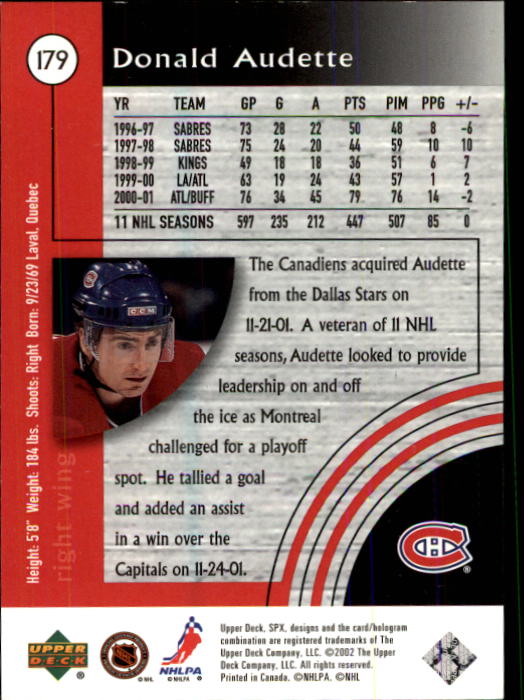 179
Donald Audette
YR TEAM GP G A PTS PIM PPG +/-
1996-97 SABRES 73 28 22 50 48 8 -6
1997-98 SABRES 75 24 20 44 59 10 10
1998-99 KINGS 49 18 18 36 51 6 7
1999-00 LA/ATL 63 19 24 43 57 1 2
2000-01 ATL/BUFF 76 34 45 79 76 14 -2
11 NHL SEASONS 597 235 212 447 507 85 0
Height: 5'8" Weight: 184 lbs. Shoots: Right Born: 9/23/69 Laval, Quebec
right wing
CCM
The Canadiens acquired Audette
from the Dallas Stars on
11-21-01. A veteran of 11 NHL
seasons, Audette looked to provide
leadership on and off
the ice as Montreal
challenged for a playoff
spot. He tallied a goal
and added an assist
in a win over the
Capitals on 11-24-01.
UPPER
DECK
®
NHL
© NHL
NHLPA
© NHLPA
®
Upper Deck, SPX, designs and the card/hologram
combination are registered trademarks of The
Upper Deck Company, LLC. ©2002 The Upper
Deck Company, LLC. All rights reserved.
Printed in Canada. ©NHLPA. ©NHL